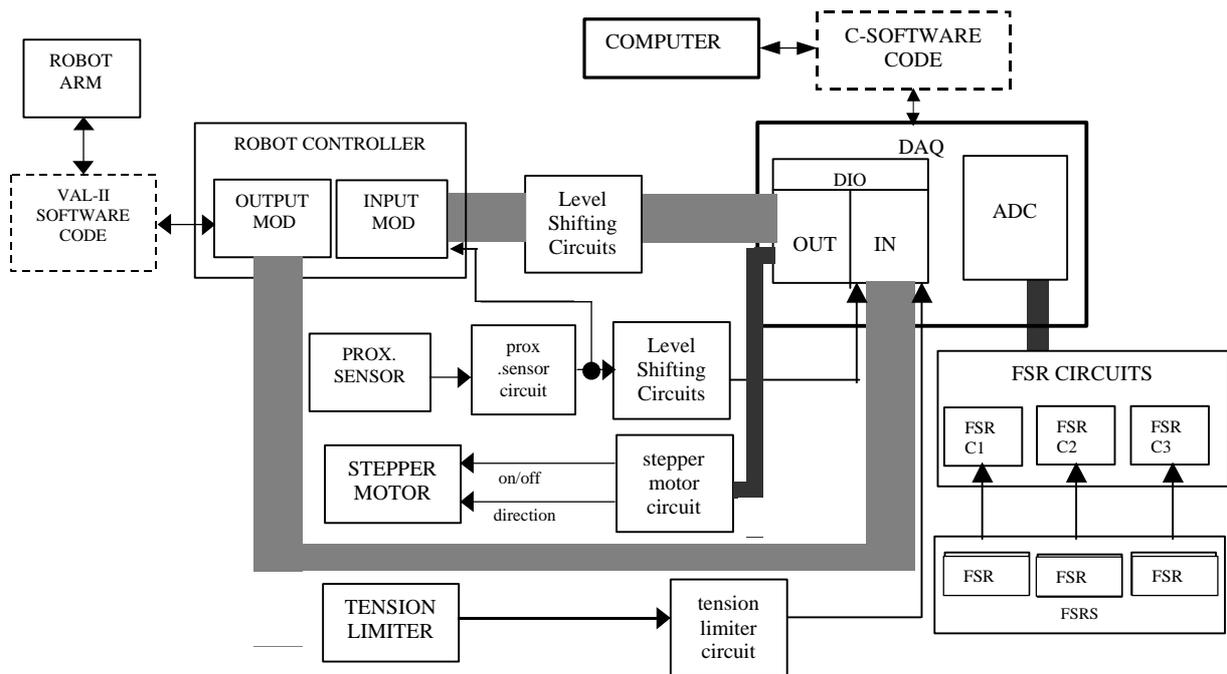 COMPUTER
C-SOFTWARE
CODE
ROBOT
ARM
ROBOT CONTROLLER
DAQ
VAL-II
SOFTWARE
CODE
OUTPUT
MOD
INPUT
MOD
Level
Shifting
Circuits
DIO
OUT
IN
ADC
PROX.
SENSOR
prox
.sensor
circuit
Level
Shifting
Circuits
FSR CIRCUITS
FSR
C1
FSR
C2
FSR
C3
STEPPER
MOTOR
on/off
direction
stepper
motor
circuit
FSR
FSR
FSR
FSRS
TENSION
LIMITER
tension
limiter
circuit